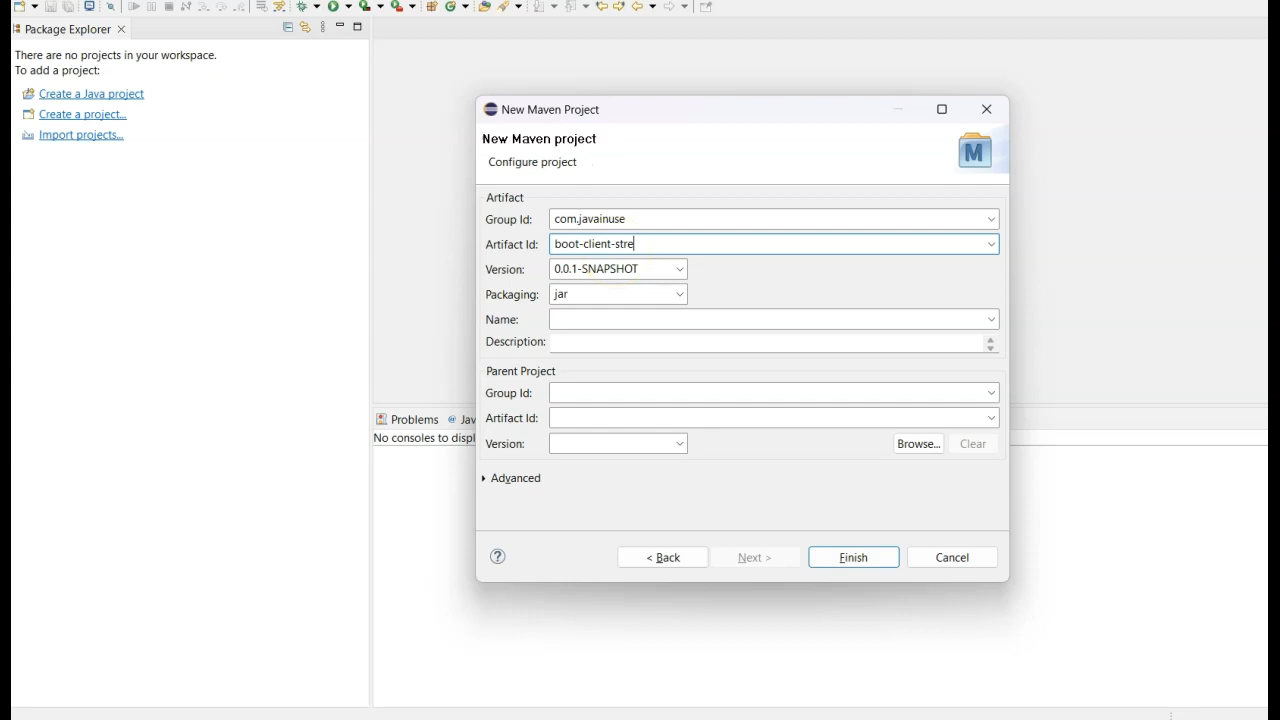 Package Explorer
There are no projects in your workspace.
To add a project:
Create a Java project
Create a project...
Import projects...
New Maven Project
New Maven project
Configure project
M
Artifact
Group Id: com.javainuse
Artifact Id: boot-client-stre
Version: 0.0.1-SNAPSHOT
Packaging: jar
Name:
Description:
Parent Project
Group Id:
Artifact Id:
Version:
Browse... Clear
Advanced
< Back Next > Finish Cancel
Problems @ Jav
No consoles to displ